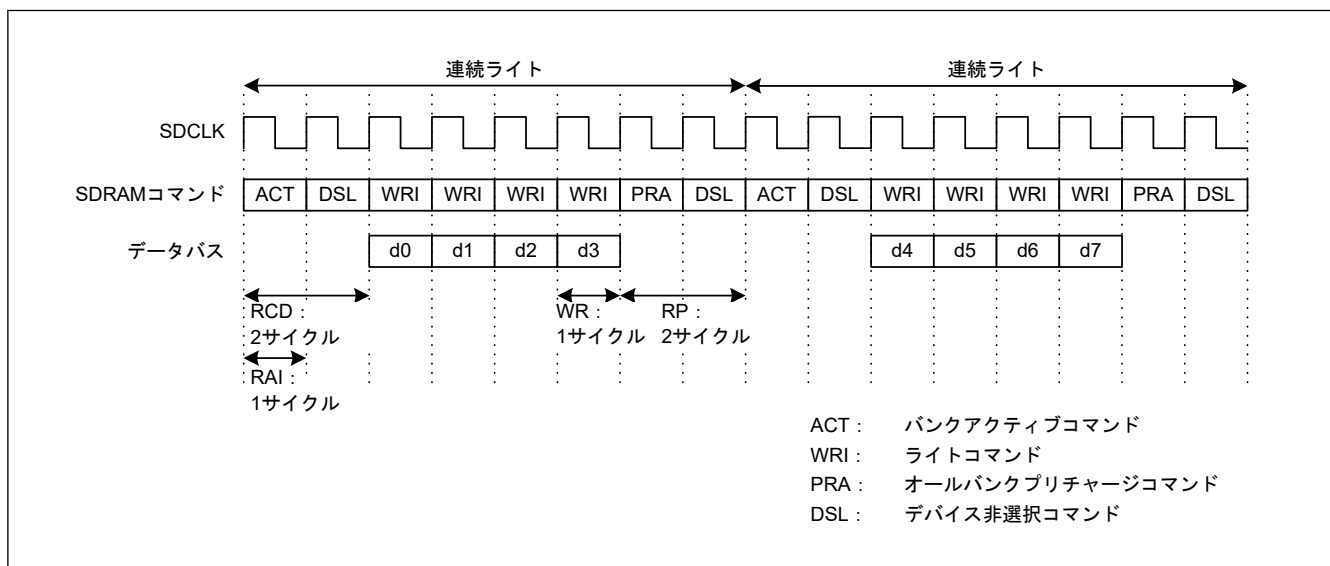 連続ライト 連続ライト
SDCLK
SDRAMコマンド ACT DSL WRI WRI WRI WRI PRA DSL ACT DSL WRI WRI WRI WRI PRA DSL
データバス d0 d1 d2 d3 d4 d5 d6 d7
RCD：
2サイクル
WR：
1サイクル
RP：
2サイクル
RAI：
1サイクル
ACT： バンクアクティブコマンド
WRI： ライトコマンド
PRA： オールバンクプリチャージコマンド
DSL： デバイス非選択コマンド